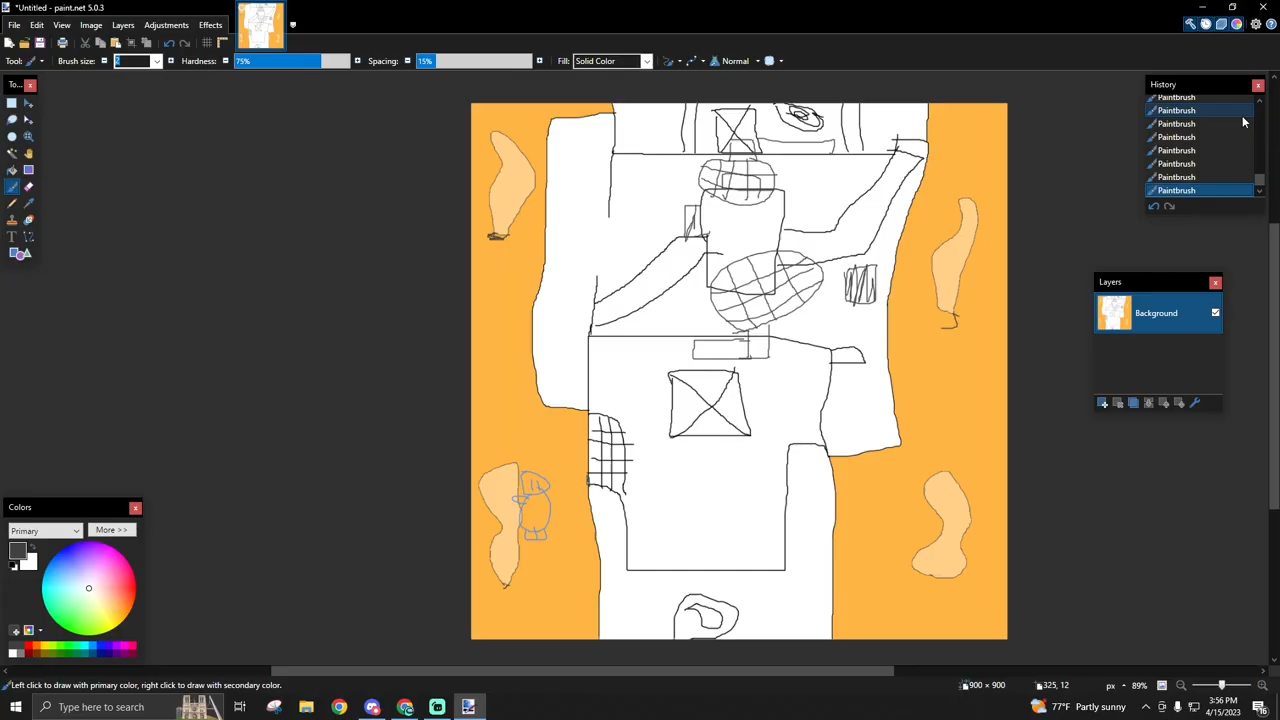 *Untitled - paint.net 5.0.3
File Edit View Image Layers Adjustments Effects
Tool: Brush size: 2 Hardness: 75% Spacing: 15% Fill: Solid Color Normal
To...
History
Paintbrush
Paintbrush
Paintbrush
Paintbrush
Paintbrush
Paintbrush
Paintbrush
Paintbrush
Layers
Background
Colors
Primary More >>
Left click to draw with primary color, right click to draw with secondary color. 325, 12 900 × 900 px 89%
Type here to search 77°F Partly sunny 3:56 PM
4/15/2023